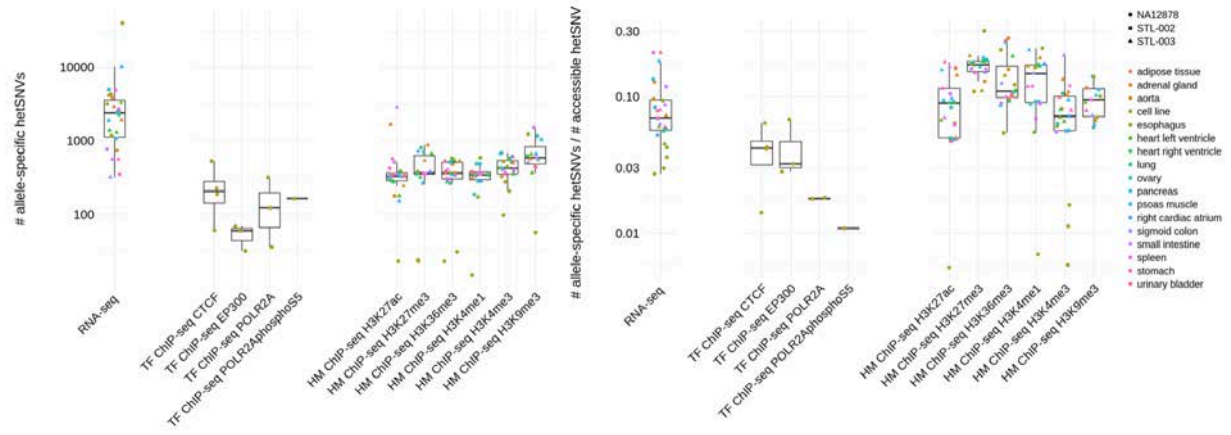 # allele-specific hetSNVs
10000
1000
100
RNA-seq
TF ChIP-seq CTCF
TF ChIP-seq EP300
TF ChIP-seq POLR2A
TF ChIP-seq POLR2AphosphoS5
HM ChIP-seq H3K27ac
HM ChIP-seq H3K27me3
HM ChIP-seq H3K36me3
HM ChIP-seq H3K4me1
HM ChIP-seq H3K4me3
HM ChIP-seq H3K9me3
# allele-specific hetSNVs / # accessible hetSNV
0.30
0.10
0.03
0.01
RNA-seq
TF ChIP-seq CTCF
TF ChIP-seq EP300
TF ChIP-seq POLR2A
TF ChIP-seq POLR2AphosphoS5
HM ChIP-seq H3K27ac
HM ChIP-seq H3K27me3
HM ChIP-seq H3K36me3
HM ChIP-seq H3K4me1
HM ChIP-seq H3K4me3
HM ChIP-seq H3K9me3
NA12878
STL-002
STL-003
adipose tissue
adrenal gland
aorta
cell line
esophagus
heart left ventricle
heart right ventricle
lung
ovary
pancreas
psoas muscle
right cardiac atrium
sigmoid colon
small intestine
spleen
stomach
urinary bladder